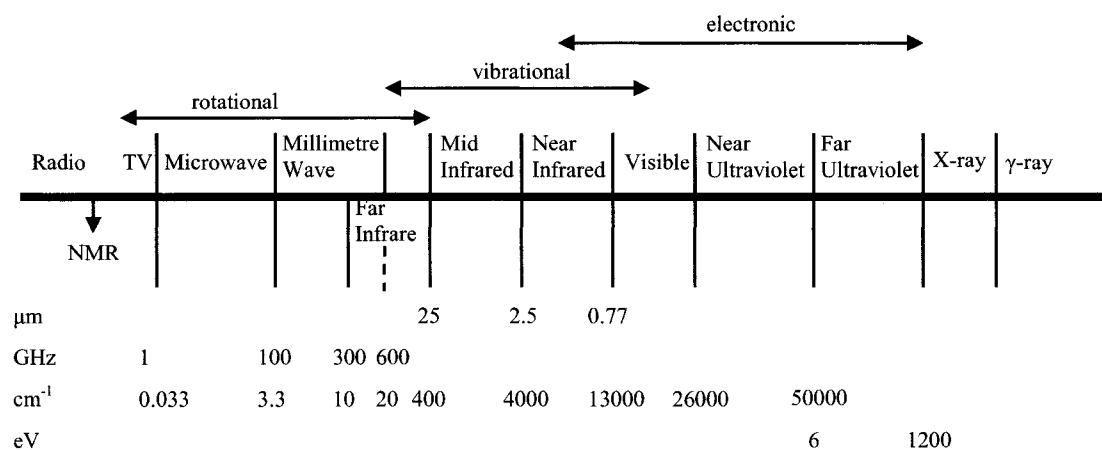 electronic
vibrational
rotational
Radio
TV
Microwave
Millimetre
Wave
Mid
Infrared
Near
Infrared
Visible
Near
Ultraviolet
Far
Ultraviolet
X-ray
γ-ray
Far
Infrare
NMR
μm 25 2.5 0.77
GHz 1 100 300 600
cm⁻¹ 0.033 3.3 10 20 400 4000 13000 26000 50000
eV 6 1200